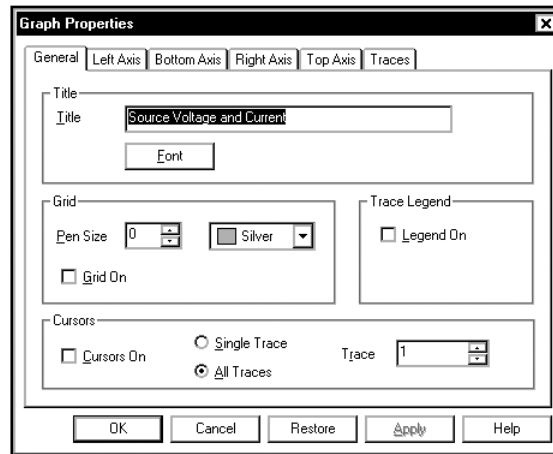 Graph Properties
General Left Axis Bottom Axis Right Axis Top Axis Traces
Title
Title Source Voltage and Current
Font
Grid
Pen Size 0 Silver
Grid On
Trace Legend
Legend On
Cursors
Cursors On
Single Trace
All Traces
Trace 1
OK Cancel Restore Apply Help